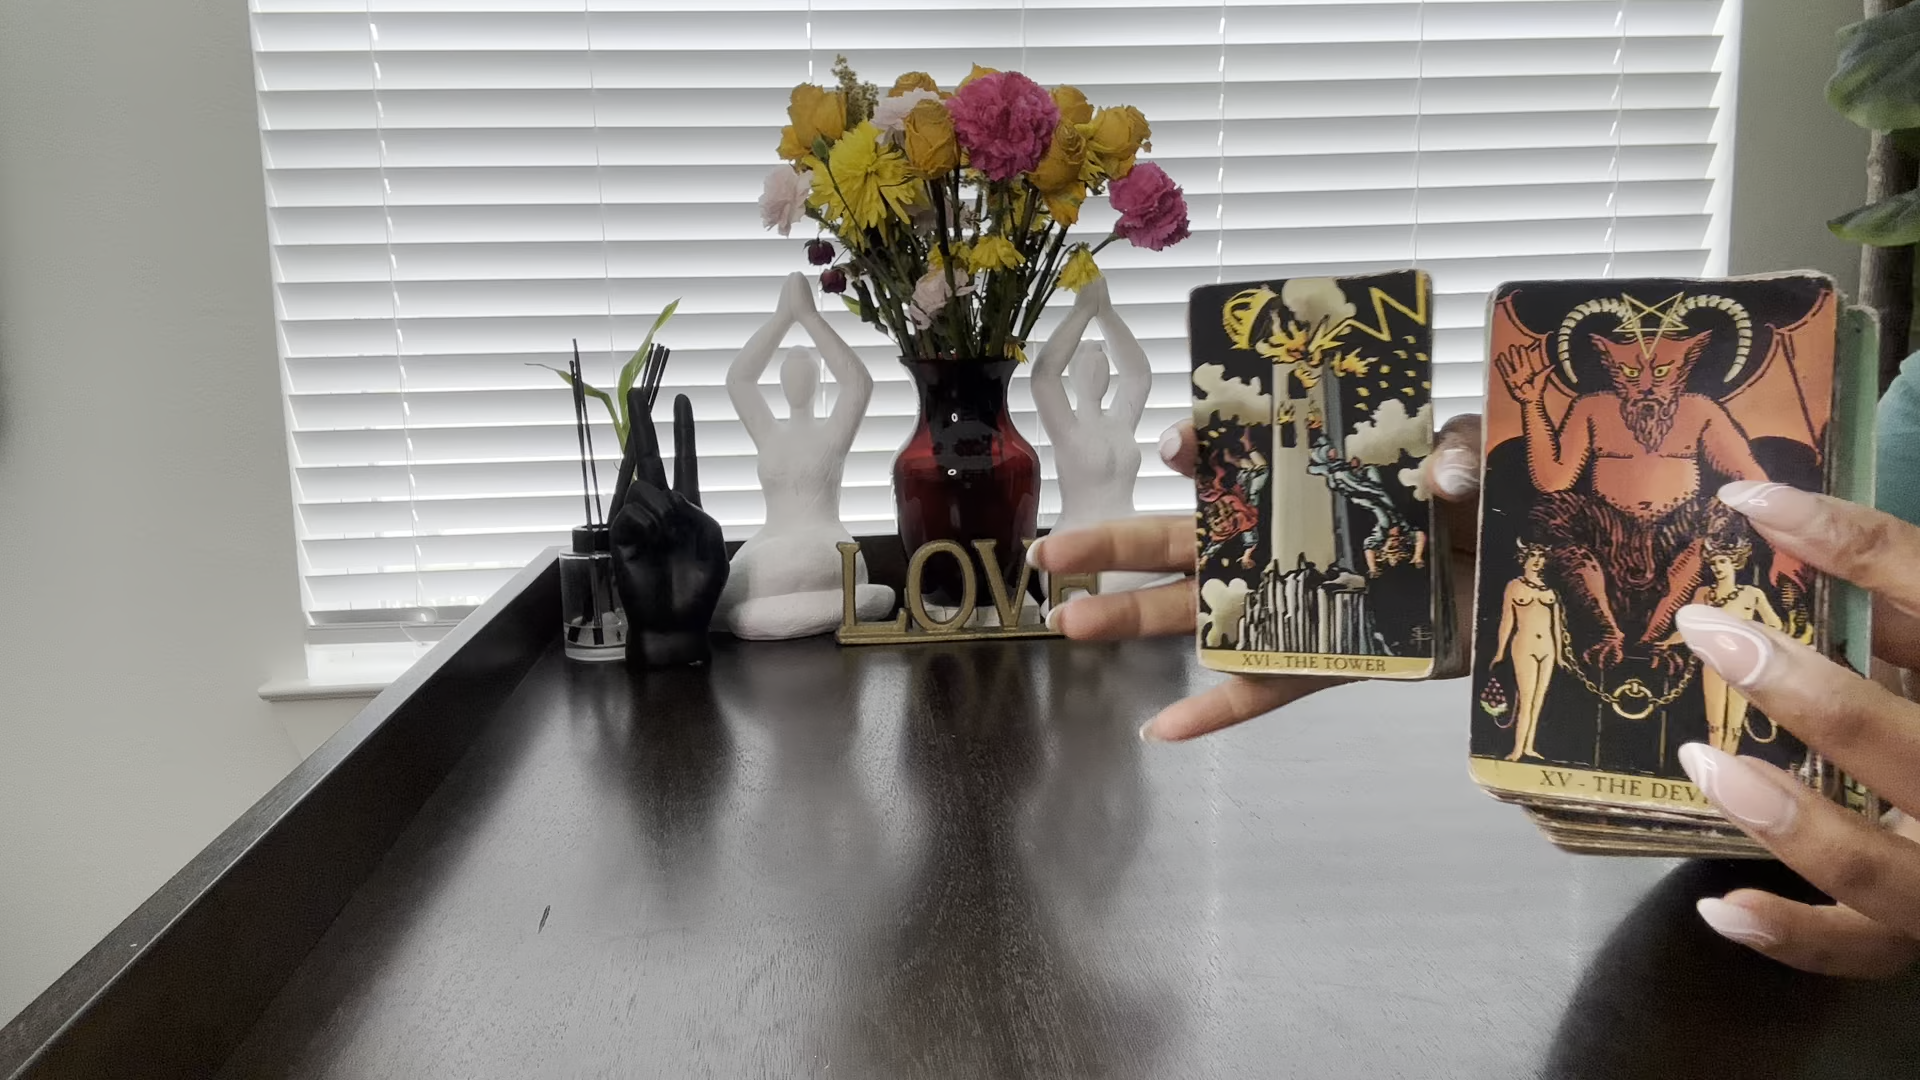 LOVE
XVI - THE TOWER
XV - THE DEV